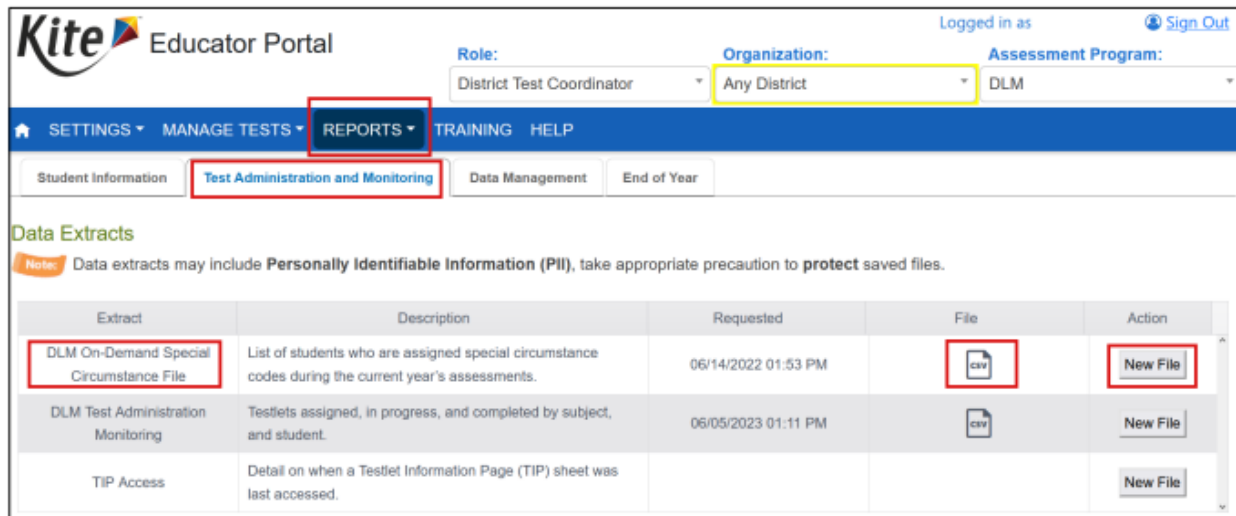 Kite Educator Portal
Logged in as Sign Out
Role: Organization: Assessment Program:
District Test Coordinator Any District DLM
SETTINGS MANAGE TESTS REPORTS TRAINING HELP
Student Information Test Administration and Monitoring Data Management End of Year
Data Extracts
Note: Data extracts may include Personally Identifiable Information (PII), take appropriate precaution to protect saved files.
Extract Description Requested File Action
DLM On-Demand Special Circumstance File
List of students who are assigned special circumstance
codes during the current year's assessments.
06/14/2022 01:53 PM CSV New File
DLM Test Administration Monitoring
Testlets assigned, in progress, and completed by subject,
and student.
06/05/2023 01:11 PM CSV New File
TIP Access
Detail on when a Testlet Information Page (TIP) sheet was
last accessed.
New File